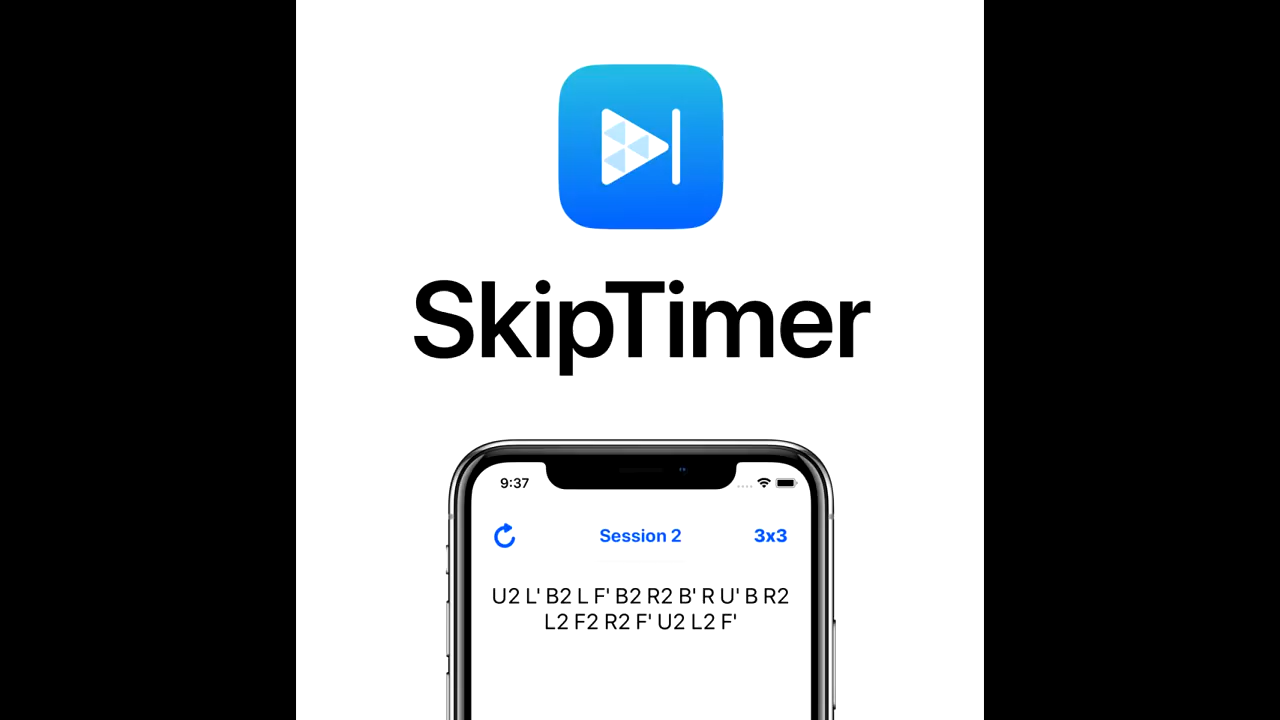 SkipTimer
9:37
Session 2
3x3
U2 L' B2 L F' B2 R2 B' R U' B R2
L2 F2 R2 F' U2 L2 F'